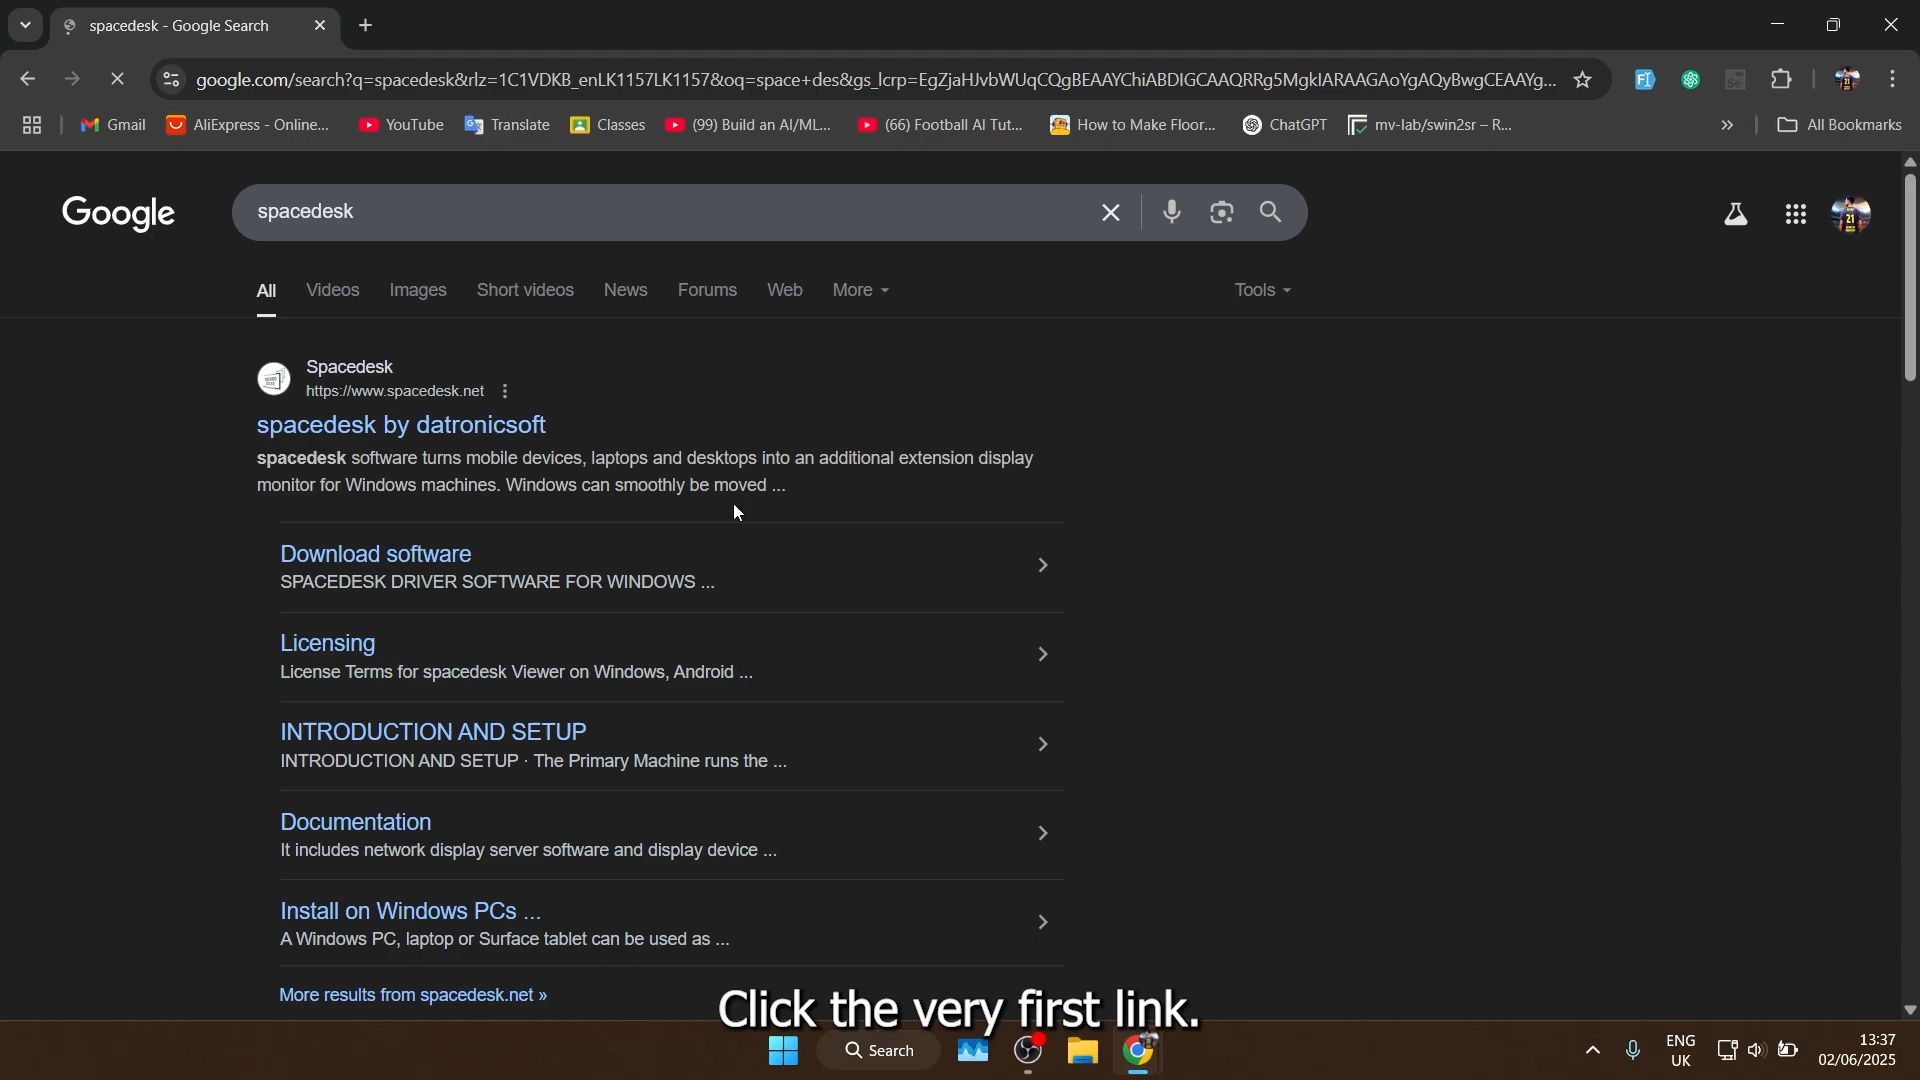 spacedesk - Google Search
google.com/search?q=spacedesk&rlz=1C1VDKB_enLK1157LK1157&oq=space+des&gs_lcrp=EgZjaHJvbWUqCQgBEAAYChiABDIGCAAQRRg5MgkIARAAGAoYgAQyBwgCEAAYg...
Gmail
AliExpress - Online...
YouTube
Translate
Classes
(99) Build an AI/ML...
(66) Football AI Tut...
How to Make Floor...
ChatGPT
mv-lab/swin2sr – R...
All Bookmarks
Google
spacedesk
All
Videos
Images
Short videos
News
Forums
Web
More
Tools
Spacedesk
https://www.spacedesk.net
spacedesk by datronicsoft
spacedesk software turns mobile devices, laptops and desktops into an additional extension display
monitor for Windows machines. Windows can smoothly be moved ...
Download software
SPACEDESK DRIVER SOFTWARE FOR WINDOWS ...
Licensing
License Terms for spacedesk Viewer on Windows, Android ...
INTRODUCTION AND SETUP
INTRODUCTION AND SETUP · The Primary Machine runs the ...
Documentation
It includes network display server software and display device ...
Install on Windows PCs ...
A Windows PC, laptop or Surface tablet can be used as ...
More results from spacedesk.net »
Click the very first link.
Search
ENG
UK
13:37
02/06/2025